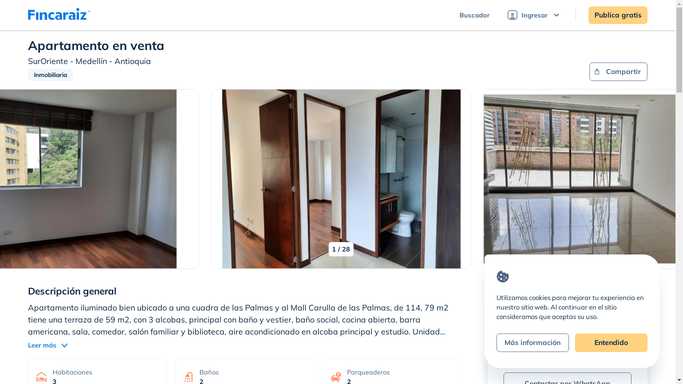 Fincaraiz
Buscador
Ingresar
Publica gratis
Apartamento en venta
SurOriente - Medellín - Antioquia
Inmobiliaria
Compartir
1 / 28
Descripción general
Apartamento iluminado bien ubicado a una cuadra de las Palmas y al Mall Carulla de las Palmas, de 114, 79 m2
tiene una terraza de 59 m2, con 3 alcobas, principal con baño y vestier, baño social, cocina abierta, barra
americana, sala, comedor, salón familiar y biblioteca, aire acondicionado en alcoba principal y estudio. Unidad...
Leer más
Habitaciones
3
Baños
2
Parqueaderos
2
Utilizamos cookies para mejorar tu experiencia en
nuestro sitio web. Al continuar en el sitio
consideramos que aceptas su uso.
Más información
Entendido
Contactar por WhatsApp